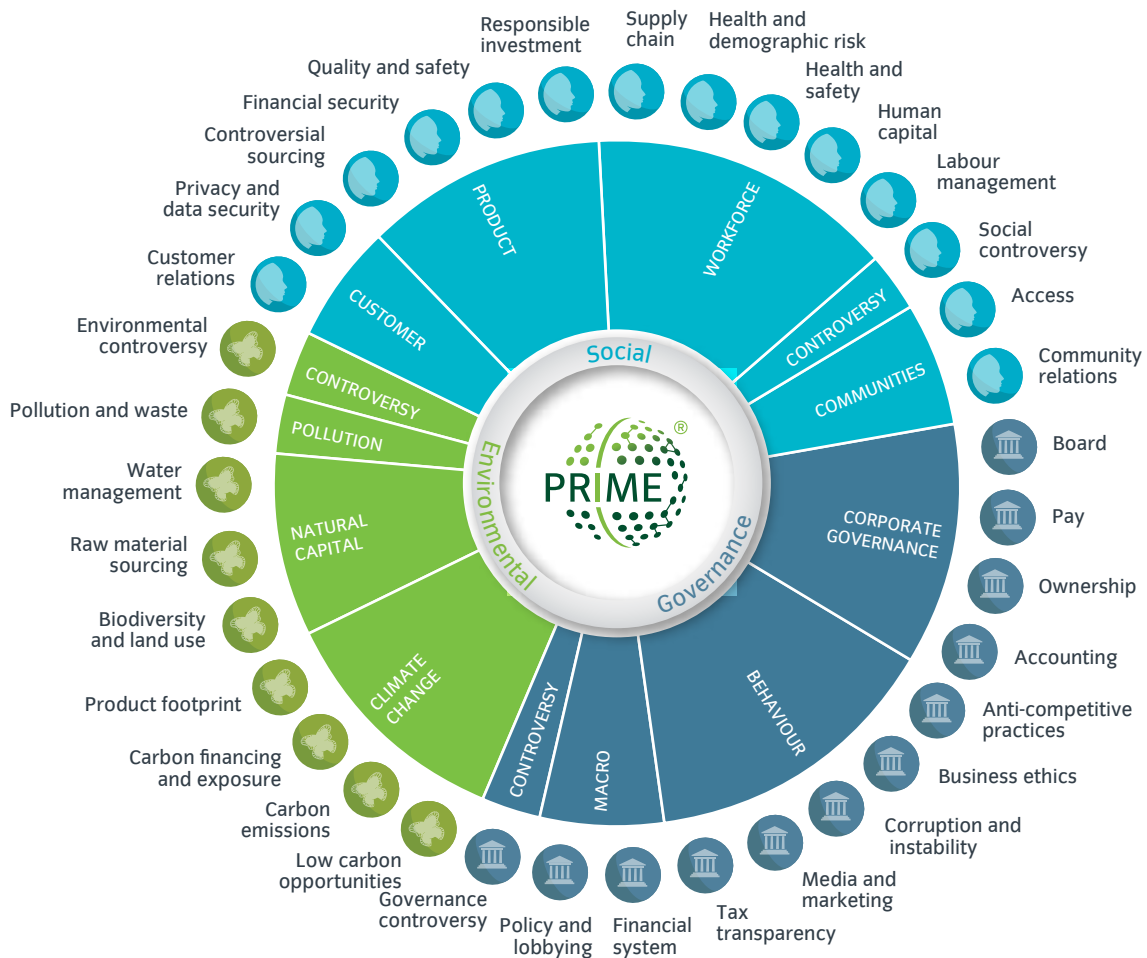 Responsible
investment
Supply
chain
Health and
demographic risk
Health and
safety
Human
capital
Labour
management
Social
controversy
Access
Community
relations
Board
Pay
Ownership
Accounting
Anti-competitive
practices
Business ethics
Corruption and
instability
Media and
marketing
Tax
transparency
Financial
system
Policy and
lobbying
Governance
controversy
Low carbon
opportunities
Carbon
emissions
Carbon financing
and exposure
Product footprint
Biodiversity
and land use
Raw material
sourcing
Water
management
Pollution and waste
Environmental
controversy
Customer
relations
Privacy and
data security
Controversial
sourcing
Financial security
Quality and safety
PRODUCT
WORKFORCE
CONTROVERSY
COMMUNITIES
CORPORATE
GOVERNANCE
BEHAVIOUR
MACRO
CONTROVERSY
CLIMATE
CHANGE
NATURAL
CAPITAL
POLLUTION
CONTROVERSY
CUSTOMER
Social
Governance
Environmental
PRIME
®